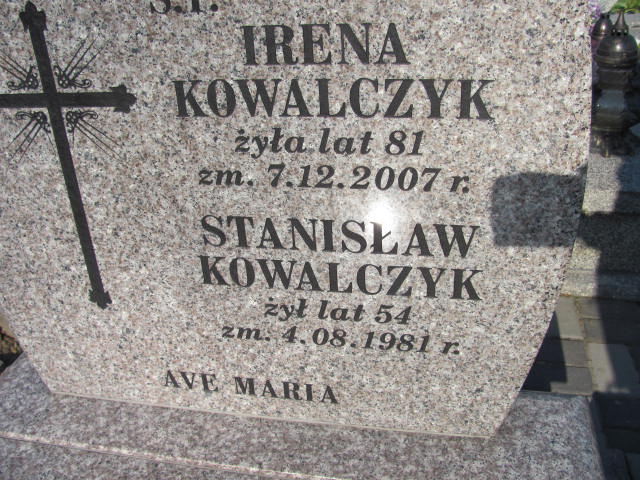 Ś.P.
IRENA
KOWALCZYK
żyła lat 81
zm. 7.12.2007 r.
STANISŁAW
KOWALCZYK
żył lat 54
zm. 4.08.1981 r.
AVE MARIA